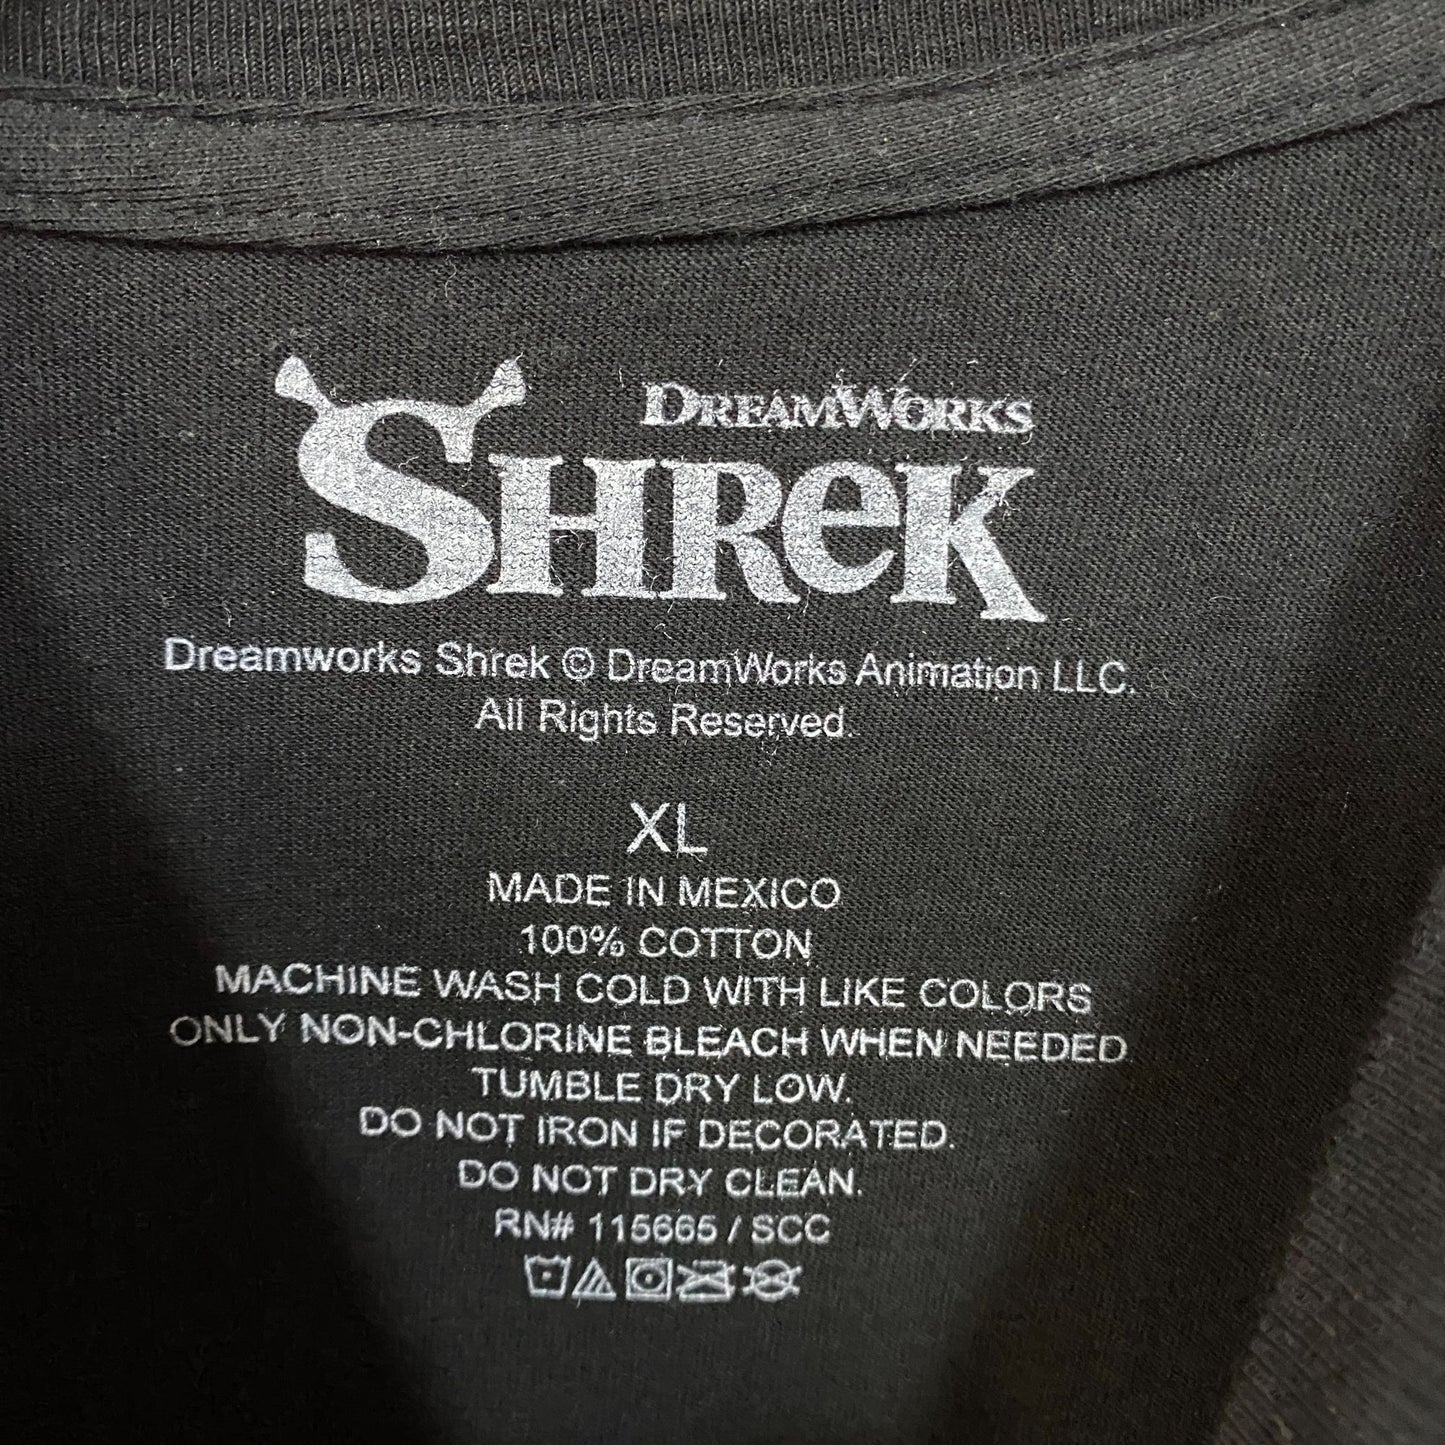 DREAMWORKS
SHReK
Dreamworks Shrek © DreamWorks Animation LLC.
All Rights Reserved.
XL
MADE IN MEXICO
100% COTTON
MACHINE WASH COLD WITH LIKE COLORS
ONLY NON-CHLORINE BLEACH WHEN NEEDED
TUMBLE DRY LOW.
DO NOT IRON IF DECORATED.
DO NOT DRY CLEAN.
RN# 115665 / SCC